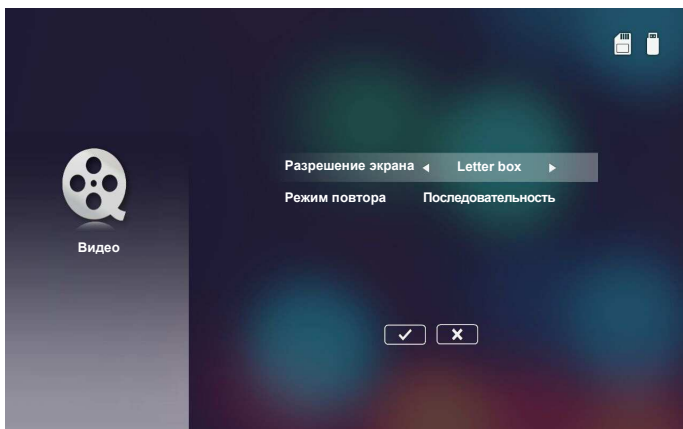 Разрешение экрана Letter box
Режим повтора Последовательность
Видео